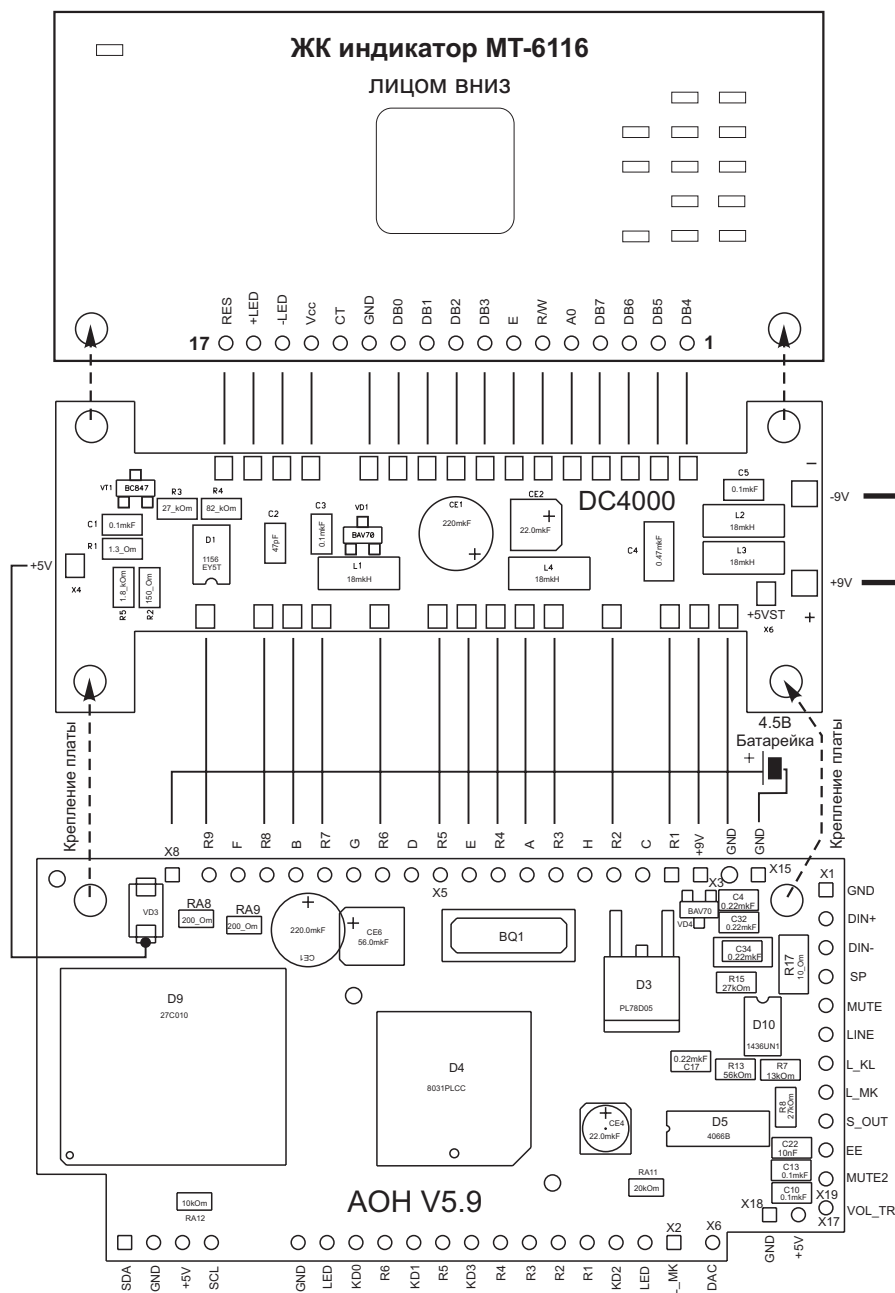 ЖК индикатор МТ-6116
лицом вниз
RES +LED -LED Vcc CT GND DB0 DB1 DB2 DB3 E R/W A0 DB7 DB6 DB5 DB4
17 1
VT1 BC847
R3 27_kOm
R4 82_kOm
C1 0.1mkF
R1 1.3_Om
D1 1156 EY5T
C2 47pF
C3 0.1mkF
VD1 BAV70
L1 18mkH
CE1 220mkF +
CE2 22.0mkF +
L4 18mkH
DC4000
C4 0.47mkF
C5 0.1mkF
L2 18mkH
L3 18mkH
–
-9V
+9V
+5V
X4
R5 1.8_kOm
R2 150_Om
+5VST
X6
+
4.5В
Батарейка
+
Крепление платы
Крепление платы
X8 R9 F R8 B R7 G R6 D R5 E R4 A R3 H R2 C R1 +9V GND GND
X5
X3
X15
X1
VD3
RA8 200_Om
RA9 200_Om
220.0mkF CE1 +
CE6 56.0mkF +
BQ1
D3 PL78D05
BAV70 VD4
C4 0.22mkF
C32 0.22mkF
C34 0.22mkF
R15 27kOm
R17 10_Om
D10 1436UN1
0.22mkF C17
R13 56kOm
R7 13kOm
R8 27kOm
D9 27C010
D4 8031PLCC
CE4 22.0mkF +
D5 4066B
C22 10nF
C13 0.1mkF
C10 0.1mkF
RA11 20kOm
10kOm RA12
АОН V5.9
GND
DIN+
DIN-
SP
MUTE
LINE
L_KL
L_MK
S_OUT
EE
MUTE2
VOL_TR
X19
X17
X18
GND +5V
X2
X6
SDA GND +5V SCL GND LED KD0 R6 KD1 R5 KD3 R4 R3 R2 R1 KD2 LED _MK DAC